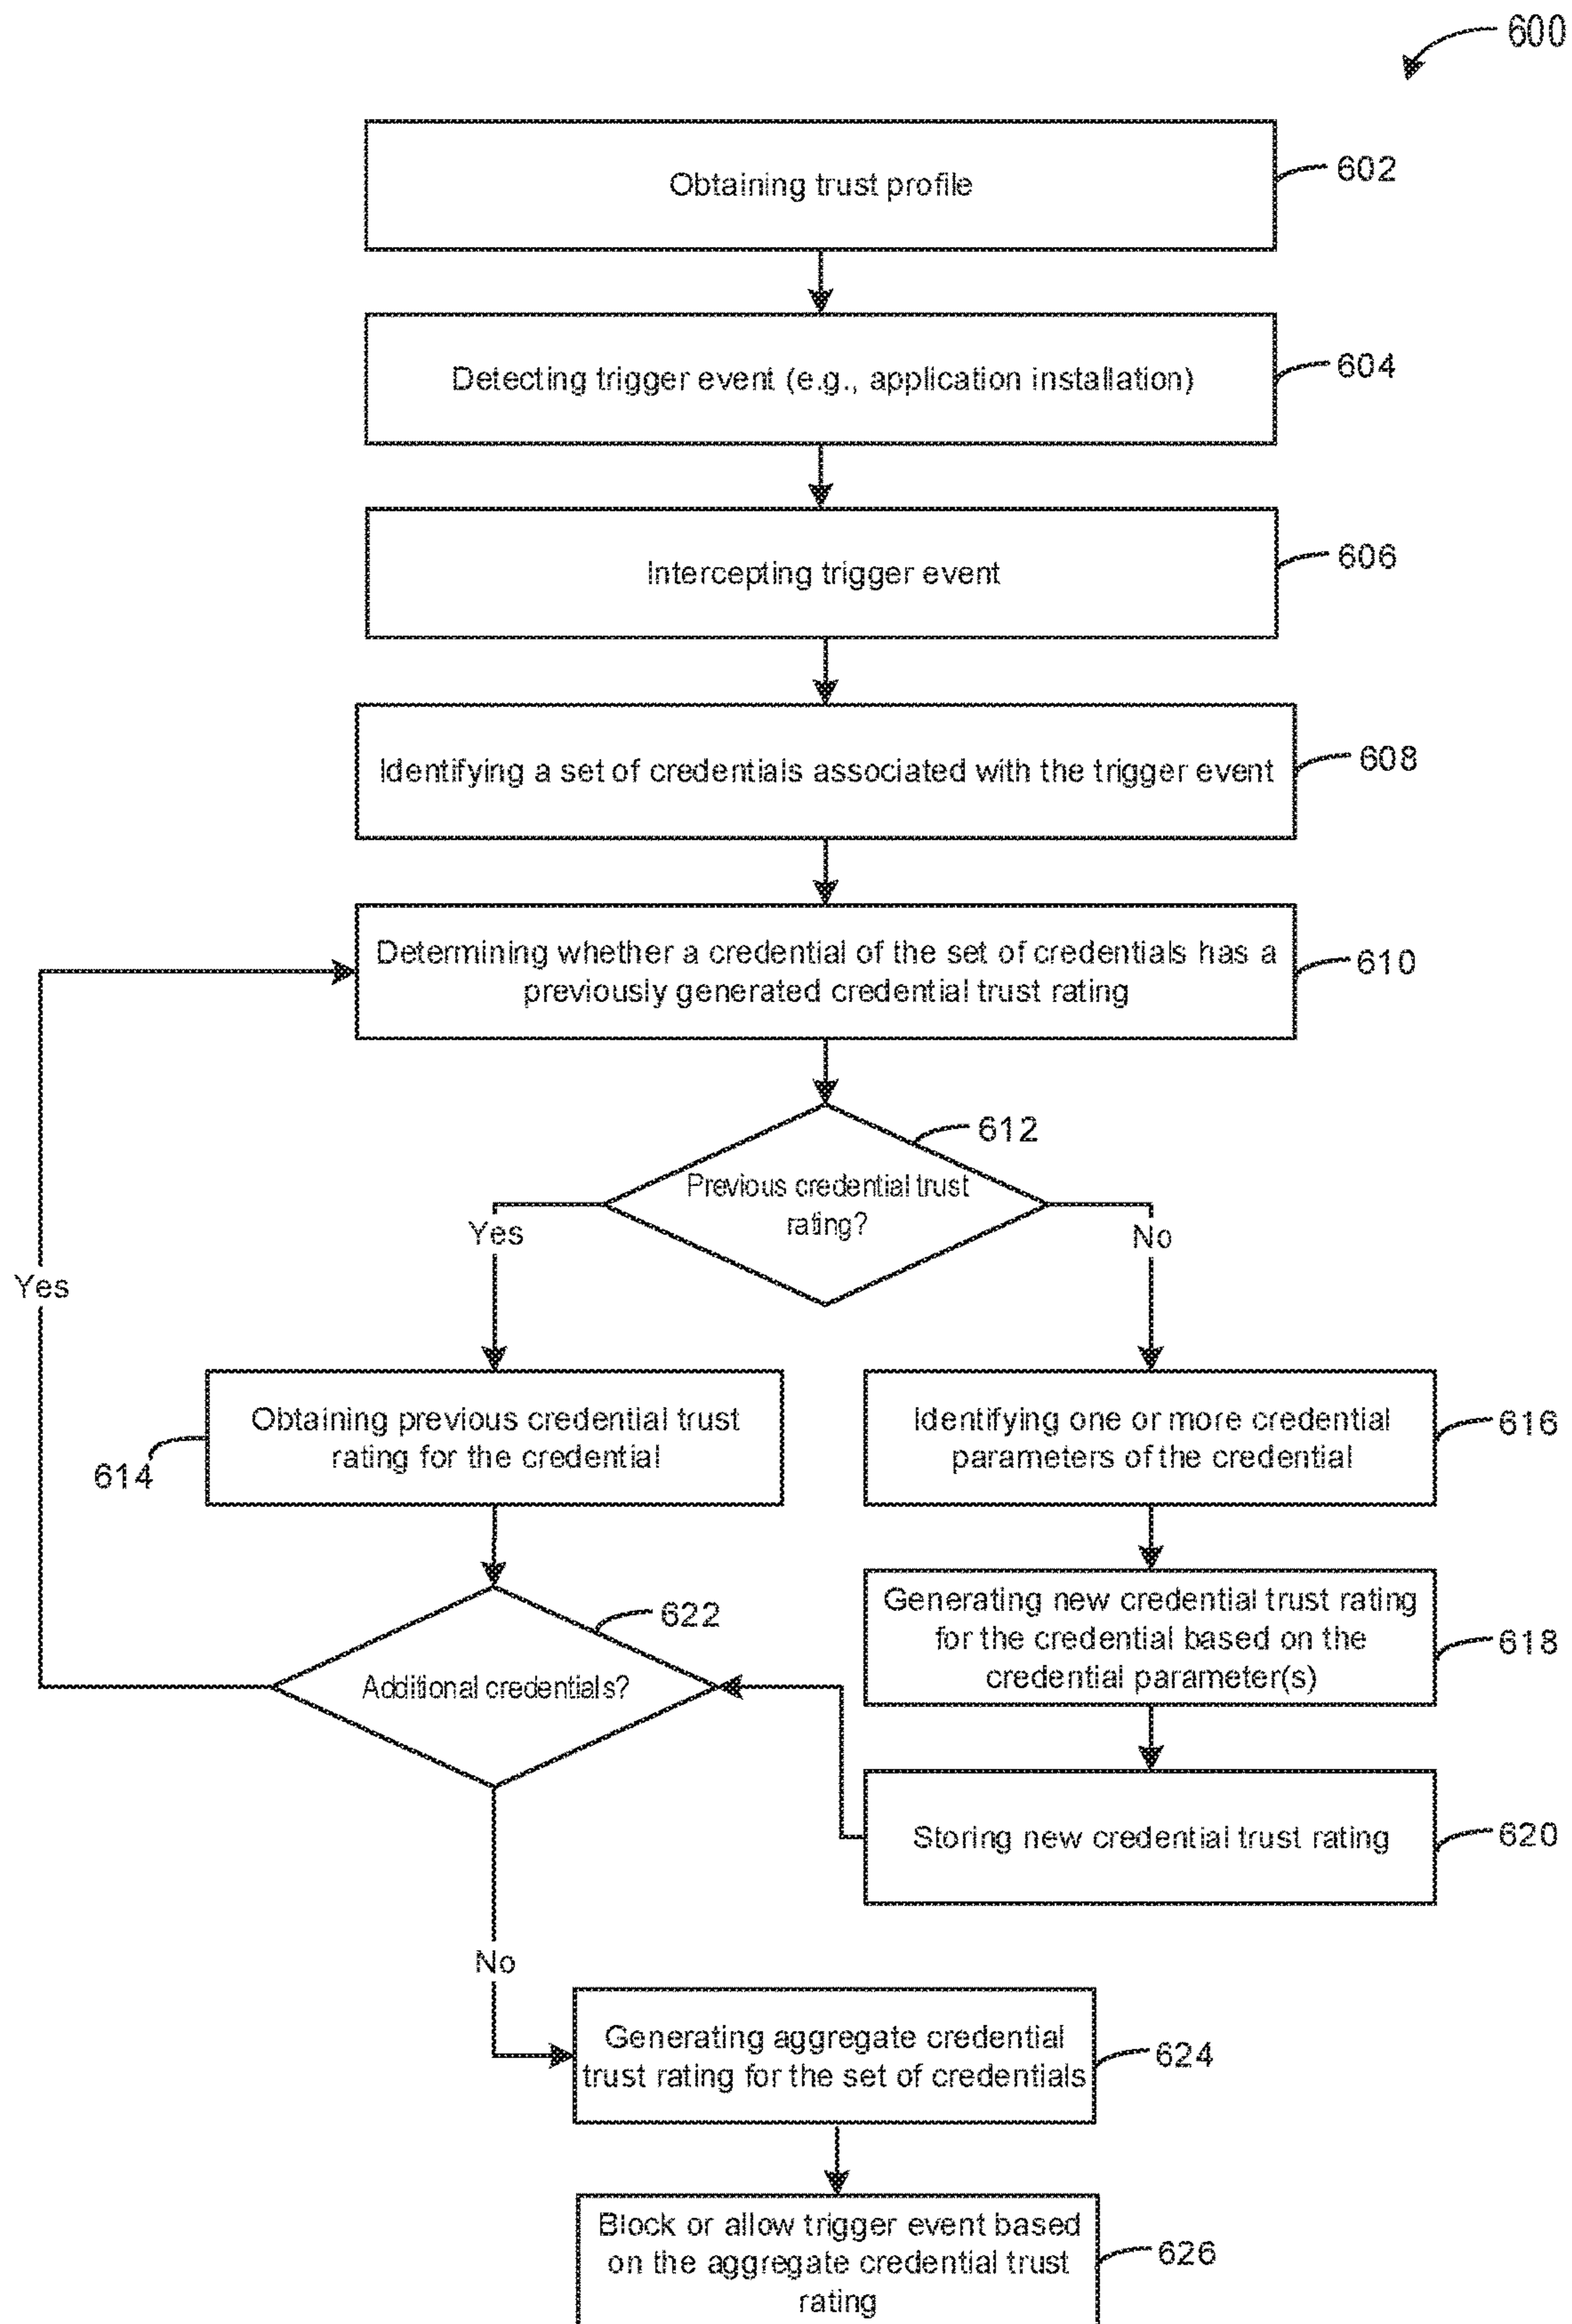 600
Obtaining trust profile
602
Detecting trigger event (e.g., application installation)
604
Intercepting trigger event
606
Identifying a set of credentials associated with the trigger event
608
Determining whether a credential of the set of credentials has a
previously generated credential trust rating
610
612
Previous credential trust
rating?
Yes
No
Yes
Obtaining previous credential trust
rating for the credential
614
Identifying one or more credential
parameters of the credential
616
Generating new credential trust rating
for the credential based on the
credential parameter(s)
618
622
Additional credentials?
Storing new credential trust rating
620
No
Generating aggregate credential
trust rating for the set of credentials
624
Block or allow trigger event based
on the aggregate credential trust
rating
626